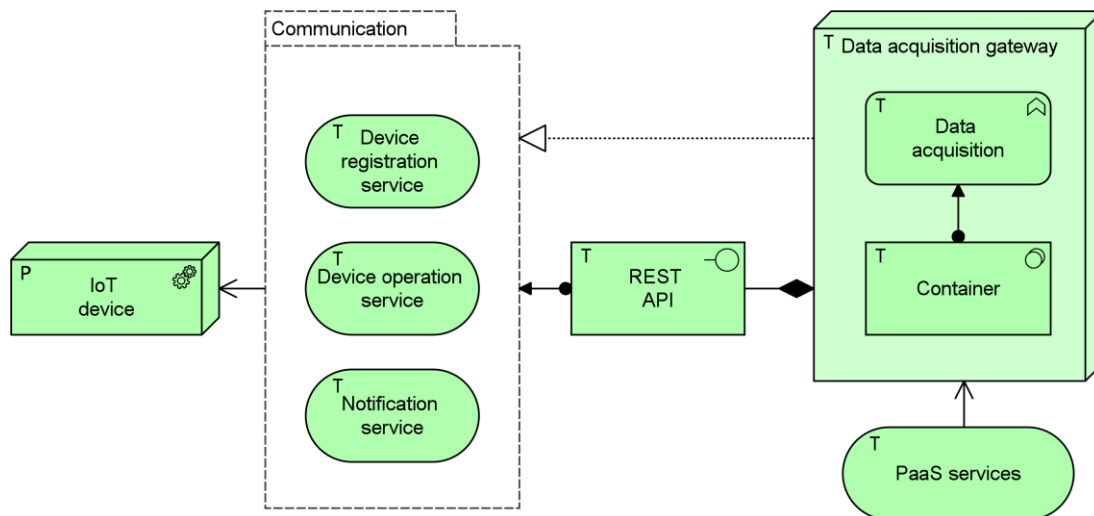 Communication
T Device
registration
service
T
Device operation
service
T
Notification
service
P
IoT
device
T
REST
API
T Data acquisition gateway
T
Data
acquisition
T
Container
T
PaaS services